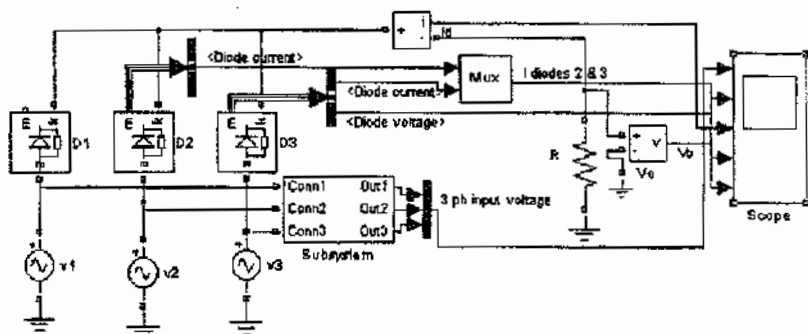 + i
Id
<Diode current>
Mux
I diodes 2 & 3
<Diode current>
<Diode voltage>
m k
D1
m k
D2
m k
D3
a
a
a
R
+ v
-
Vo
Vo
Scope
Conn1 Out1
Conn2 Out2
Conn3 Out3
Subsystem
3 ph input voltage
+
v1
+
v2
+
v3